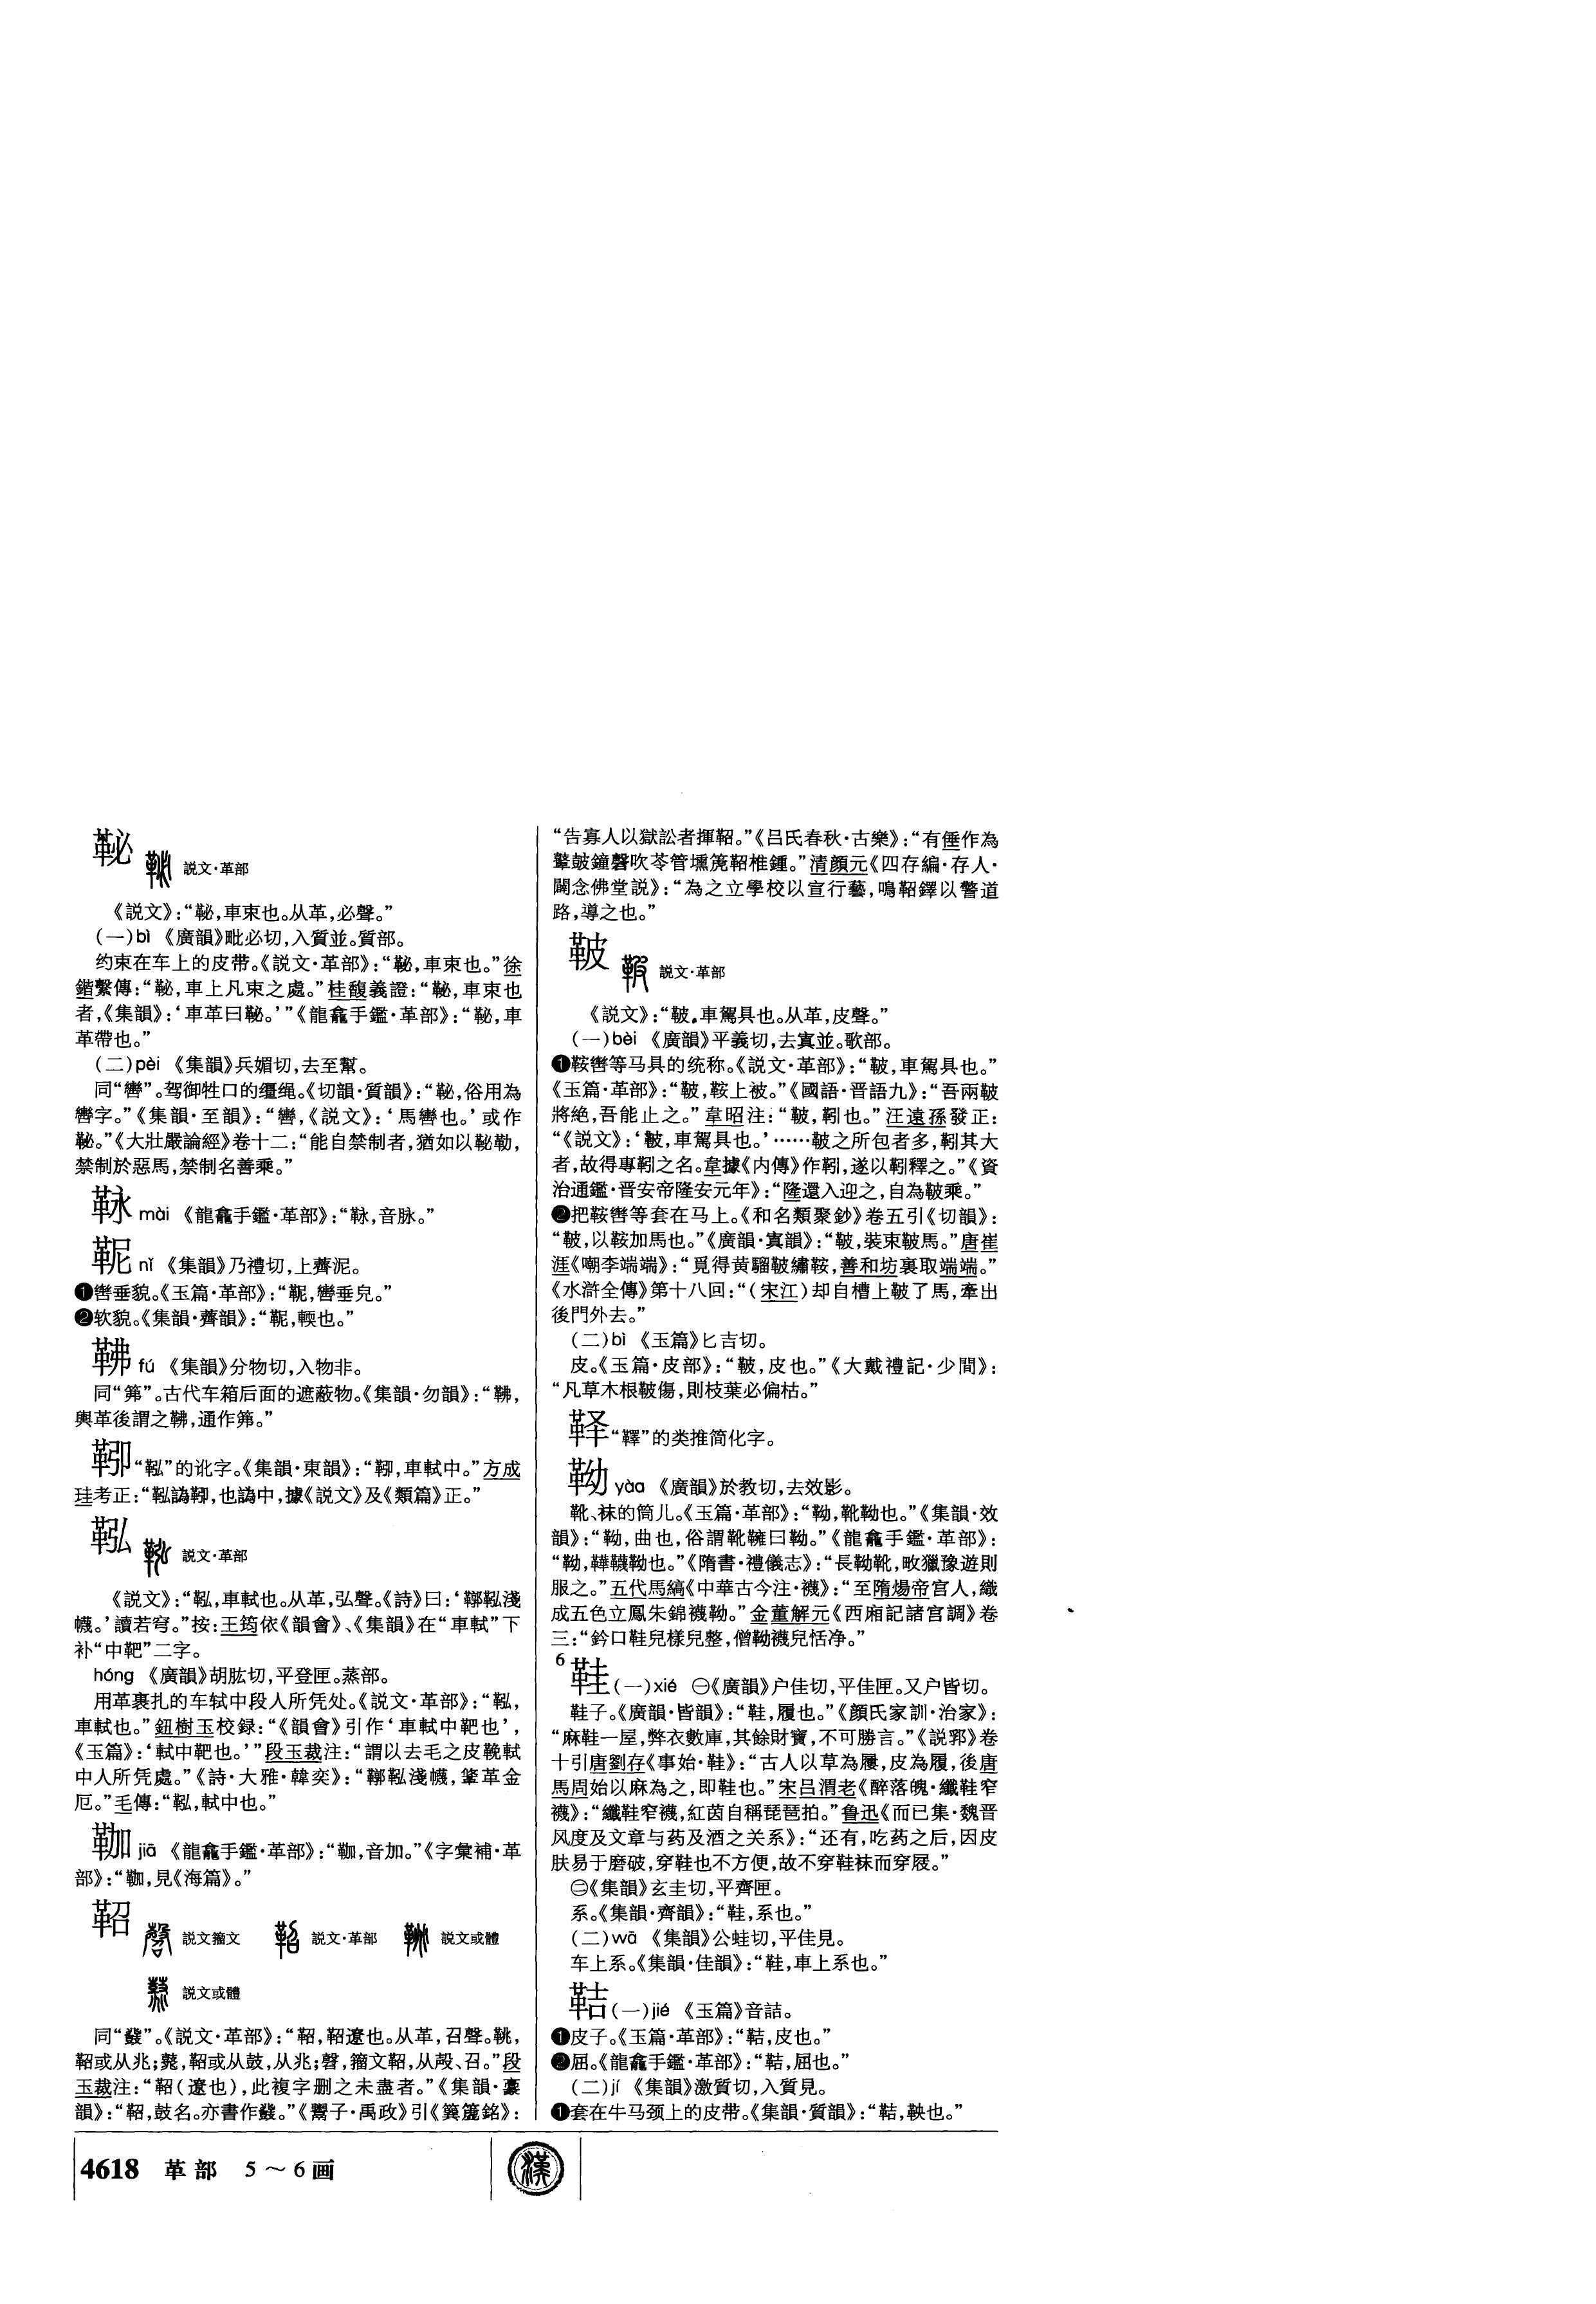 䩛
説文·革部
《説文》：“䩛，車束也。从革，必聲。”
(一)bì 《廣韻》毗必切，入質並。質部。
约束在车上的皮带。《説文·革部》：“䩛，車束也。”徐
鍇繫傳：“䩛，車上凡束之處。”桂馥義證：“䩛，車束也
者，《集韻》：‘車革曰䩛。’”《龍龕手鑑·革部》：“䩛，車
革帶也。”
(二)pèi 《集韻》兵媚切，去至幫。
同“轡”。驾御牲口的缰绳。《切韻·質韻》：“䩛，俗用為
轡字。”《集韻·至韻》：“轡，《説文》：‘馬轡也。’或作
䩛。”《大壯嚴論經》卷十二：“能自禁制者，猶如以䩛勒，
禁制於惡馬，禁制名善乘。”
mài 《龍龕手鑑·革部》：“，音脉。”
䩞 nǐ 《集韻》乃禮切，上薺泥。
❶轡垂貌。《玉篇·革部》：“䩞，轡垂皃。”
❷软貌。《集韻·薺韻》：“䩞，輭也。”
fú 《集韻》分物切，入物非。
同“笰”。古代车箱后面的遮蔽物。《集韻·勿韻》：“，
輿革後謂之，通作笰。”
“鞃”的讹字。《集韻·東韻》：“，車軾中。”方成
珪考正：“鞃譌，也譌中，據《説文》及《類篇》正。”
鞃
説文·革部
《説文》：“鞃，車軾也。从革，弘聲。《詩》曰：‘鞹鞃淺
幭。’讀若穹。”按：王筠依《韻會》、《集韻》在“車軾”下
补“中靶”二字。
hóng 《廣韻》胡肱切，平登匣。蒸部。
用革裹扎的车轼中段人所凭处。《説文·革部》：“鞃，
車軾也。”鈕樹玉校録：“《韻會》引作‘車軾中靶也’，
《玉篇》：‘軾中靶也。’”段玉裁注：“謂以去毛之皮鞔軾
中人所凭處。”《詩·大雅·韓奕》：“鞹鞃淺幭，鞗革金
厄。”毛傳：“鞃，軾中也。”
䩡 jiā 《龍龕手鑑·革部》：“䩡，音加。”《字彙補·革
部》：“䩡，見《海篇》。”
鞀
説文籀文 説文·革部 説文或體
説文或體
同“鼗”。《説文·革部》：“鞀，鞀遼也。从革，召聲。鞉，
鞀或从兆；鼗，鞀或从鼓，从兆；磬，籀文鞀，从殸、召。”段
玉裁注：“鞀(遼也)，此複字删之未盡者。”《集韻·豪
韻》：“鞀，鼓名。亦書作鼗。”《鬻子·禹政》引《簨簴銘》：
“告寡人以獄訟者揮鞀。”《吕氏春秋·古樂》：“有倕作為
鼙鼓鐘磬吹苓管壎篪鞀椎鍾。”清顔元《四存編·存人·
闢念佛堂説》：“為之立學校以宣行藝，鳴鞀鐸以警道
路，導之也。”
鞁
説文·革部
《説文》：“鞁，車駕具也。从革，皮聲。”
(一)bèi 《廣韻》平義切，去寘並。歌部。
❶鞍辔等马具的统称。《説文·革部》：“鞁，車駕具也。”
《玉篇·革部》：“鞁，鞍上被。”《國語·晋語九》：“吾兩鞁
將絶，吾能止之。”韋昭注：“鞁，靷也。”汪遠孫發正：
“《説文》：‘鞁，車駕具也。’……鞁之所包者多，靷其大
者，故得專靷之名。韋據《内傳》作靷，遂以靷釋之。”《資
治通鑑·晋安帝隆安元年》：“隆還入迎之，自為鞁乘。”
❷把鞍辔等套在马上。《和名類聚鈔》卷五引《切韻》：
“鞁，以鞍加馬也。”《廣韻·寘韻》：“鞁，裝束鞁馬。”唐崔
涯《嘲李端端》：“覓得黄騮鞁繡鞍，善和坊裏取端端。”
《水滸全傳》第十八回：“(宋江)却自槽上鞁了馬，牽出
後門外去。”
(二)bì 《玉篇》匕吉切。
皮。《玉篇·皮部》：“鞁，皮也。”《大戴禮記·少閒》：
“凡草木根鞁傷，則枝葉必偏枯。”
“韚”的类推简化字。
靿 yào 《廣韻》於教切，去效影。
靴、袜的筒儿。《玉篇·革部》：“靿，靴靿也。”《集韻·效
韻》：“靿，曲也，俗謂靴䩺曰靿。”《龍龕手鑑·革部》：
“靿，鞾韈靿也。”《隋書·禮儀志》：“長靿靴，畋獵豫遊則
服之。”五代馬縞《中華古今注·襪》：“至隋煬帝宫人，織
成五色立鳳朱錦襪靿。”金董解元《西廂記諸宫調》卷
三：“鈐口鞋兒樣兒整，僧靿襪兒恬净。”
6 鞋(一)xié ㊀《廣韻》户佳切，平佳匣。又户皆切。
鞋子。《廣韻·皆韻》：“鞋，履也。”《顔氏家訓·治家》：
“麻鞋一屋，弊衣數庫，其餘財寶，不可勝言。”《説郛》卷
十引唐劉存《事始·鞋》：“古人以草為屨，皮為履，後唐
馬周始以麻為之，即鞋也。”宋吕渭老《醉落魄·纖鞋窄
襪》：“纖鞋窄襪，紅茵自稱琵琶拍。”鲁迅《而已集·魏晋
风度及文章与药及酒之关系》：“还有，吃药之后，因皮
肤易于磨破，穿鞋也不方便，故不穿鞋袜而穿屐。”
㊁《集韻》玄圭切，平齊匣。
系。《集韻·齊韻》：“鞋，系也。”
(二)wā 《集韻》公蛙切，平佳見。
车上系。《集韻·佳韻》：“鞋，車上系也。”
鞊(一)jié 《玉篇》音詰。
❶皮子。《玉篇·革部》：“鞊，皮也。”
❷屈。《龍龕手鑑·革部》：“鞊，屈也。”
(二)jí 《集韻》激質切，入質見。
❶套在牛马颈上的皮带。《集韻·質韻》：“鞊，鞅也。”
4618 革部 5～6画
漢